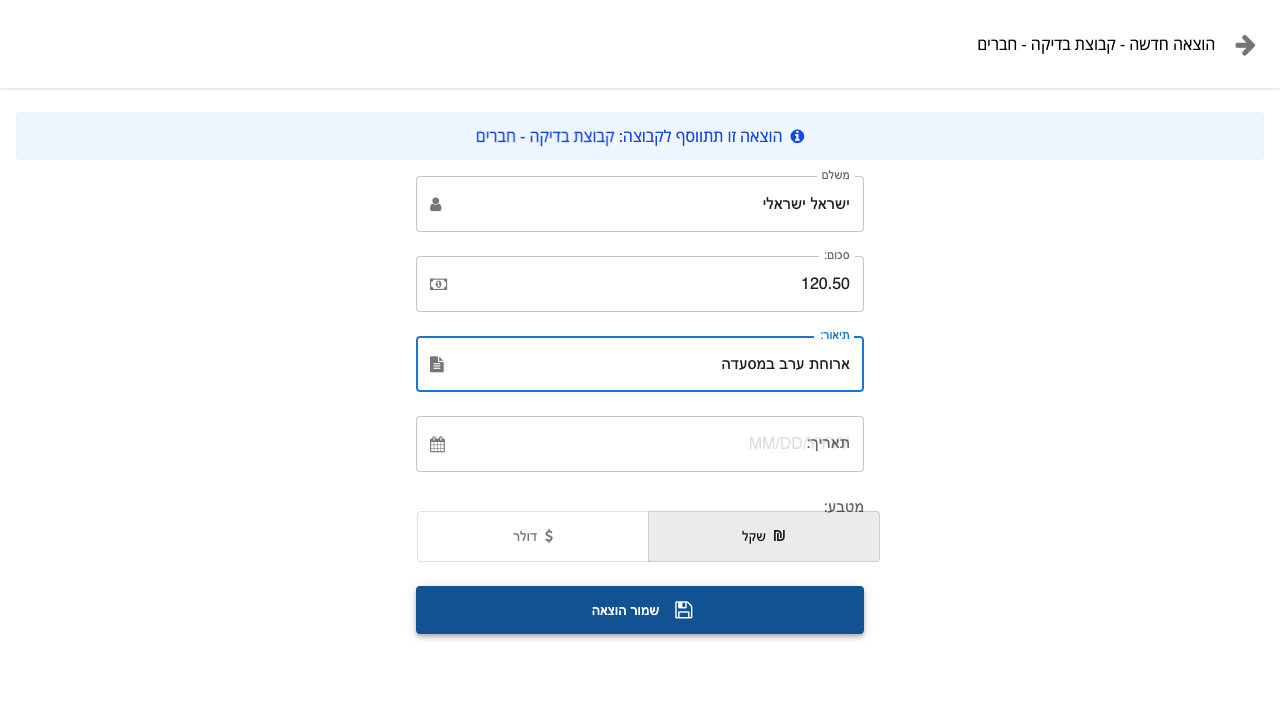 הוצאה חדשה - קבוצת בדיקה - חברים
הוצאה זו תתווסף לקבוצה: קבוצת בדיקה - חברים
משלם
ישראל ישראלי
סכום:
120.50
תיאור:
ארוחת ערב במסעדה
תאריך:
MM/DD/YYYY
מטבע:
₪ שקל
$ דולר
שמור הוצאה